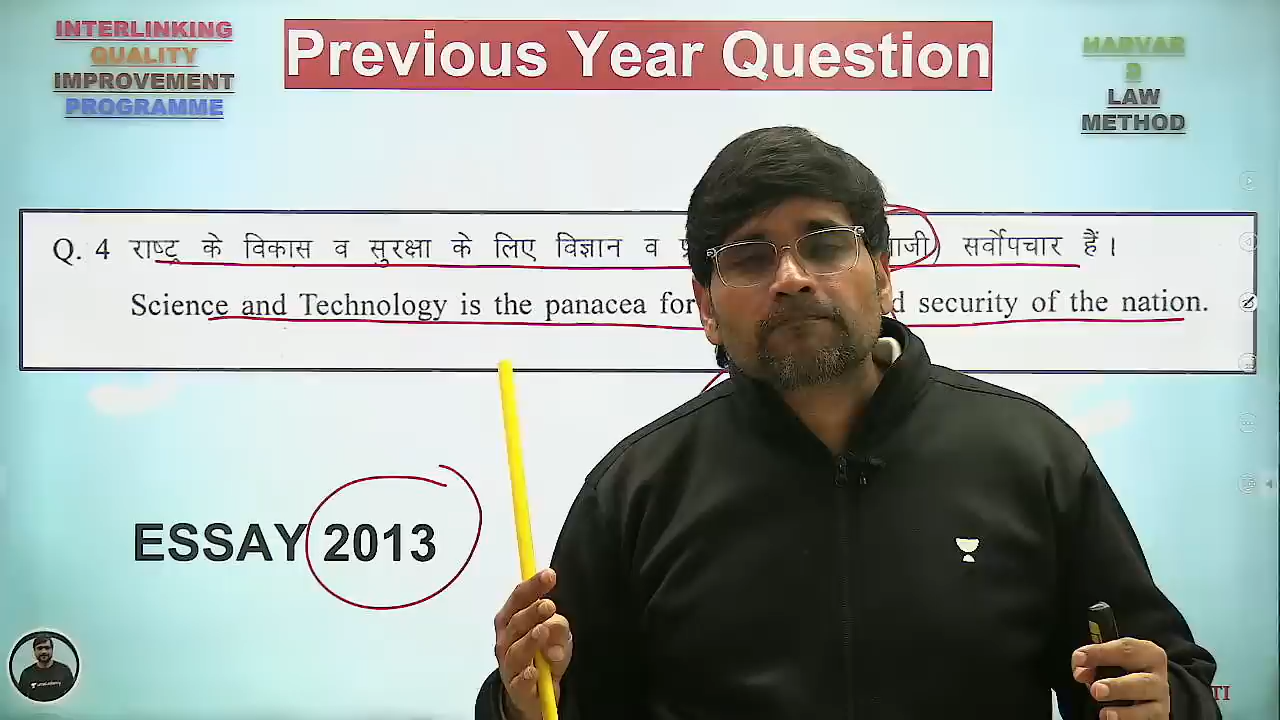 INTERLINKING
QUALITY
IMPROVEMENT
PROGRAMME
Previous Year Question
HARVAR
LAW
METHOD
Q. 4 राष्ट्र के विकास व सुरक्षा के लिए विज्ञान व सर्वोपचार हैं।
Science and Technology is the panacea for security of the nation.
ESSAY 2013